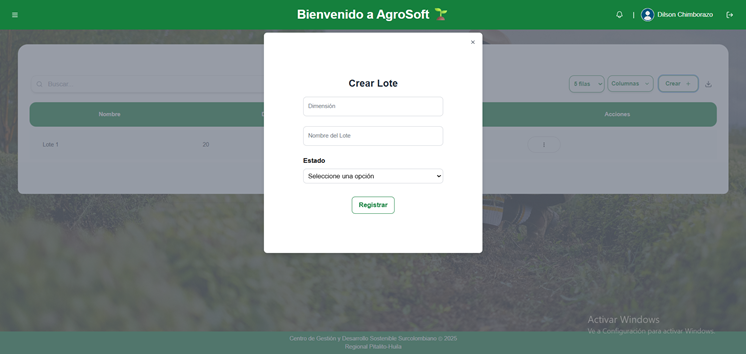 Bienvenido a AgroSoft
| Dilson Chimborazo
×
Buscar
Crear Lote
5 filas
Columnas
Crear +
Dimensión
Nombre
Acciones
Nombre del Lote
Lote 1
20
Estado
Seleccione una opción
Registrar
Activar Windows
Ve a Configuración para activar Windows.
Centro de Gestión y Desarrollo Sostenible Surcolombiano © 2025
Regional Pitalito-Huila